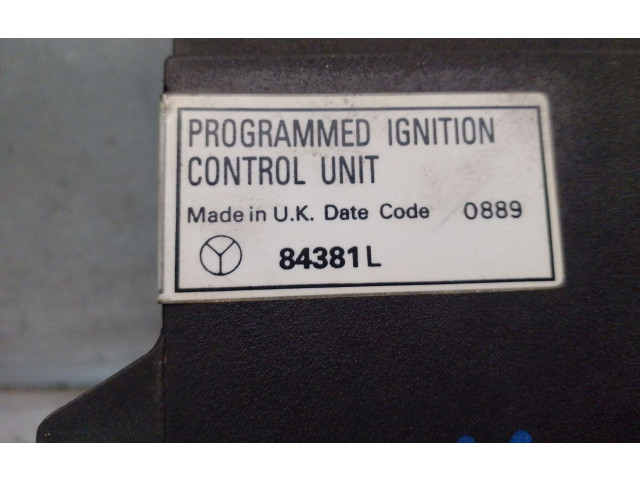 PROGRAMMED IGNITION
CONTROL UNIT
Made in U.K. Date Code 0889
84381L